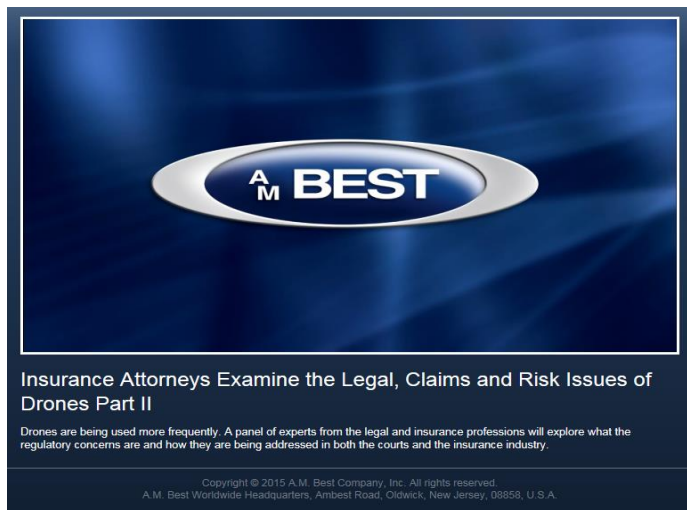 AM BEST
Insurance Attorneys Examine the Legal, Claims and Risk Issues of
Drones Part II
Drones are being used more frequently. A panel of experts from the legal and insurance professions will explore what the
regulatory concerns are and how they are being addressed in both the courts and the insurance industry.
Copyright © 2015 A.M. Best Company, Inc. All rights reserved.
A.M. Best Worldwide Headquarters, Ambest Road, Oldwick, New Jersey, 08858, U.S.A.